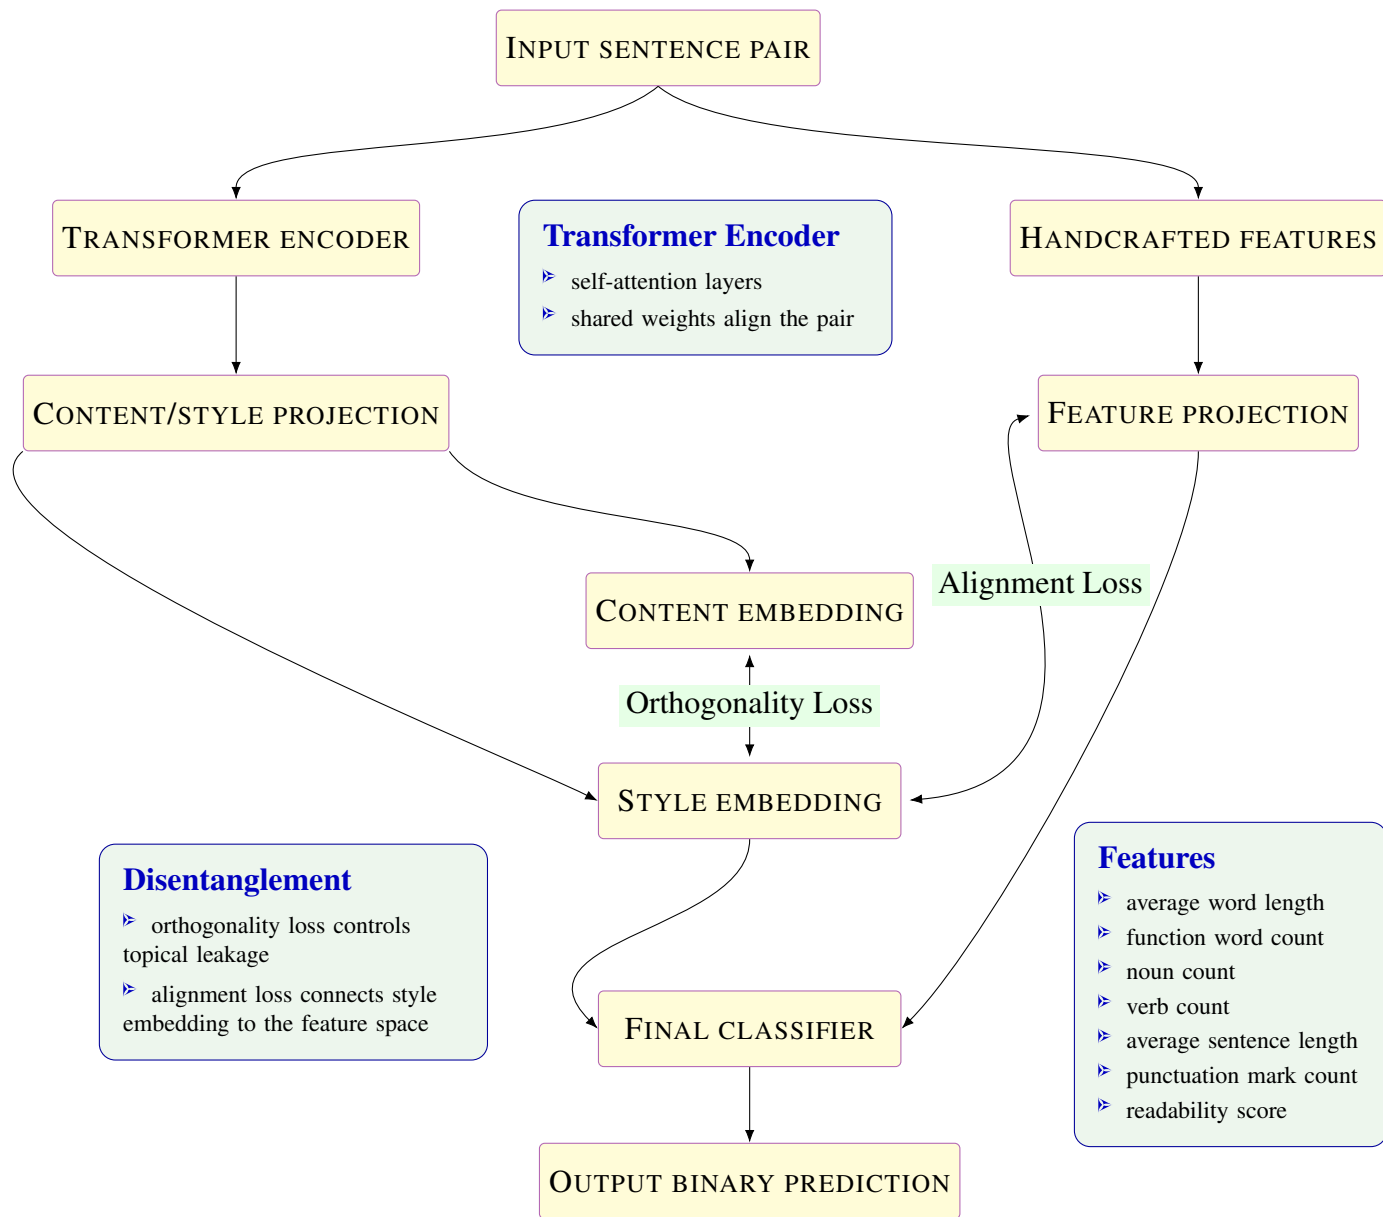 INPUT SENTENCE PAIR
TRANSFORMER ENCODER
Transformer Encoder
self-attention layers
shared weights align the pair
HANDCRAFTED FEATURES
CONTENT/STYLE PROJECTION
FEATURE PROJECTION
Alignment Loss
CONTENT EMBEDDING
Orthogonality Loss
STYLE EMBEDDING
Disentanglement
orthogonality loss controls
topical leakage
alignment loss connects style
embedding to the feature space
Features
average word length
function word count
noun count
verb count
average sentence length
punctuation mark count
readability score
FINAL CLASSIFIER
OUTPUT BINARY PREDICTION